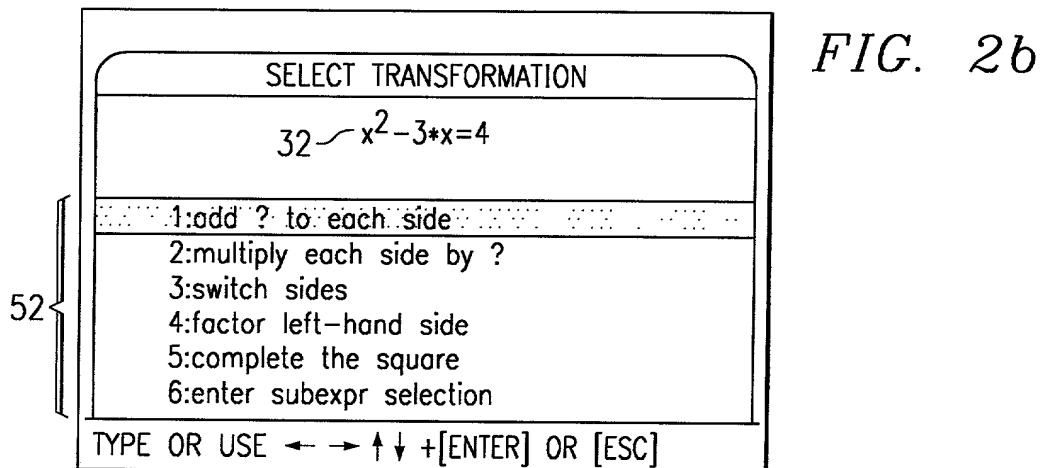 FIG. 2b
SELECT TRANSFORMATION
32 x²-3*x=4
1:add ? to each side
2:multiply each side by ?
3:switch sides
4:factor left-hand side
5:complete the square
6:enter subexpr selection
52
TYPE OR USE ← → ↑ ↓ +[ENTER] OR [ESC]